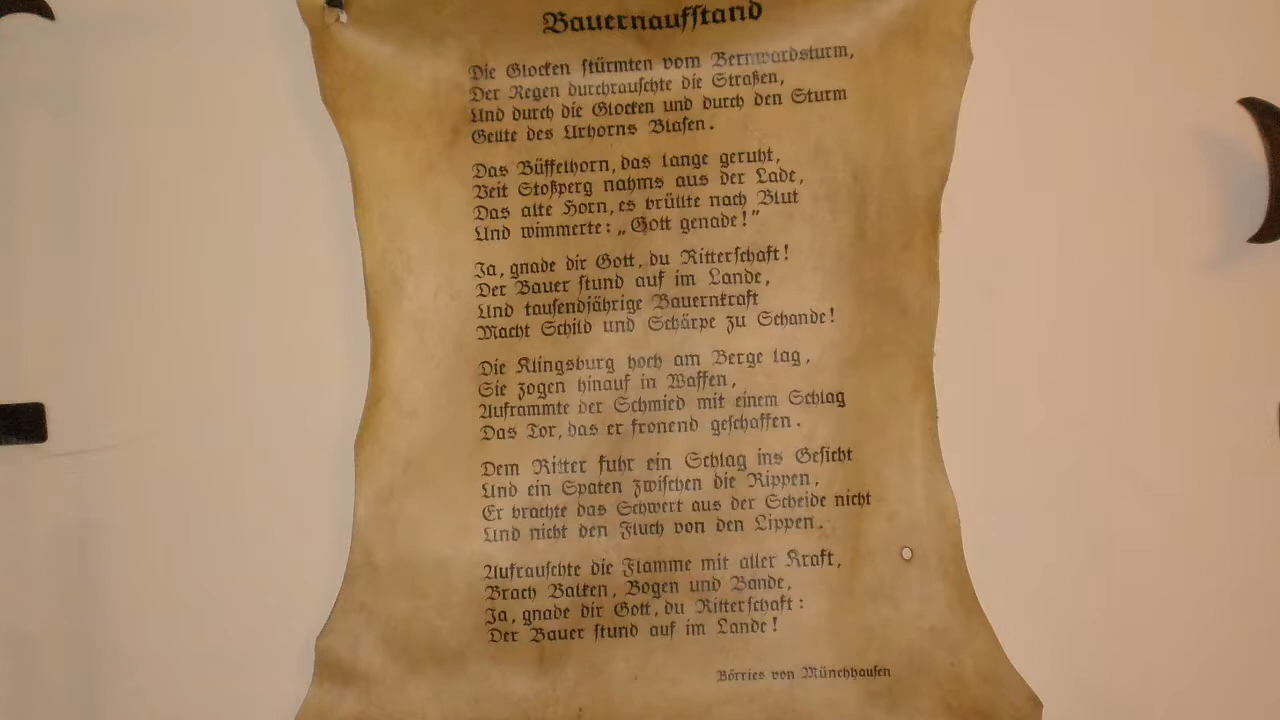 Bauernaufstand
Die Glocken stürmten vom Bernwardsturm,
Der Regen durchrauschte die Straßen,
Und durch die Glocken und durch den Sturm
Gellte des Urhorns Blasen.
Das Büffelhorn, das lange geruht,
Veit Stoßperg nahms aus der Lade,
Das alte Horn, es brüllte nach Blut
Und wimmerte: „Gott genade!"
Ja, gnade dir Gott, du Ritterschaft!
Der Bauer stund auf im Lande,
Und tausendjährige Bauernkraft
Macht Schild und Schärpe zu Schande!
Die Klingsburg hoch am Berge lag,
Sie zogen hinauf in Waffen,
Auframmte der Schmied mit einem Schlag
Das Tor, das er fronend geschaffen.
Dem Ritter fuhr ein Schlag ins Gesicht
Und ein Spaten zwischen die Rippen,
Er brachte das Schwert aus der Scheide nicht
Und nicht den Fluch von den Lippen.
Aufrauschte die Flamme mit aller Kraft,
Brach Balken, Bogen und Bande,
Ja, gnade dir Gott, du Ritterschaft:
Der Bauer stund auf im Lande!
Börries von Münchhausen